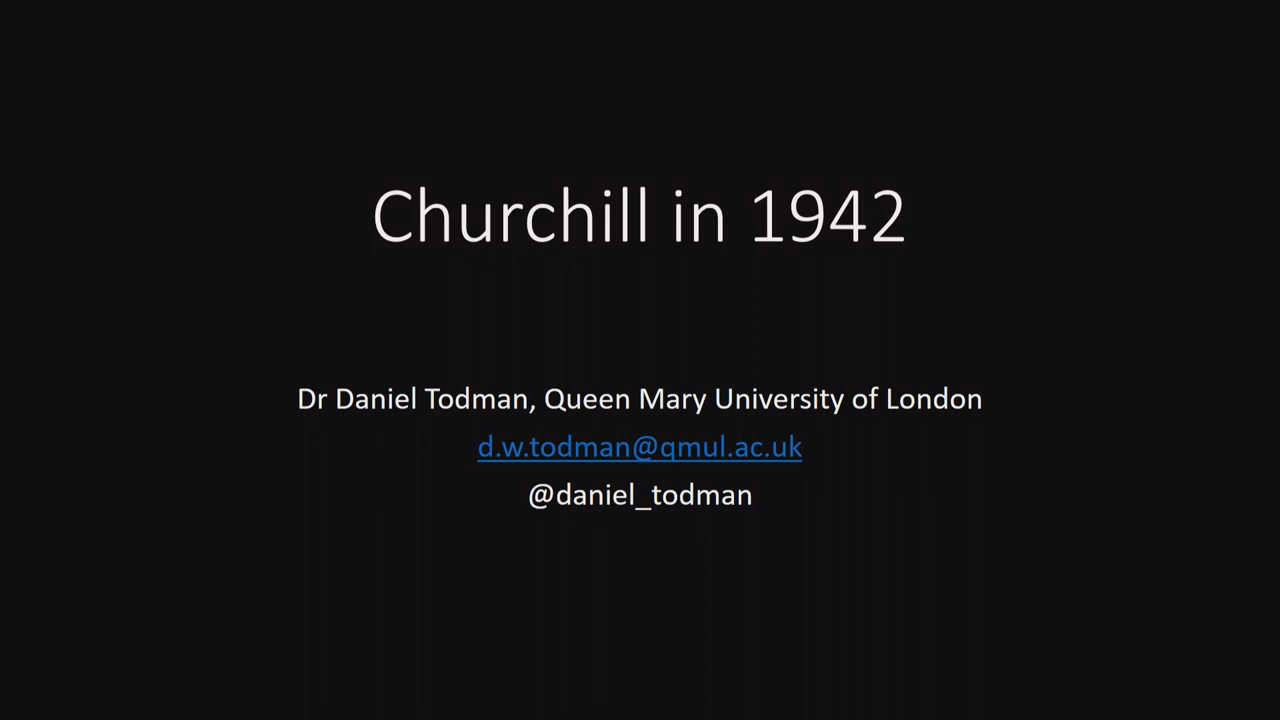 Churchill in 1942
Dr Daniel Todman, Queen Mary University of London
d.w.todman@qmul.ac.uk
@daniel_todman